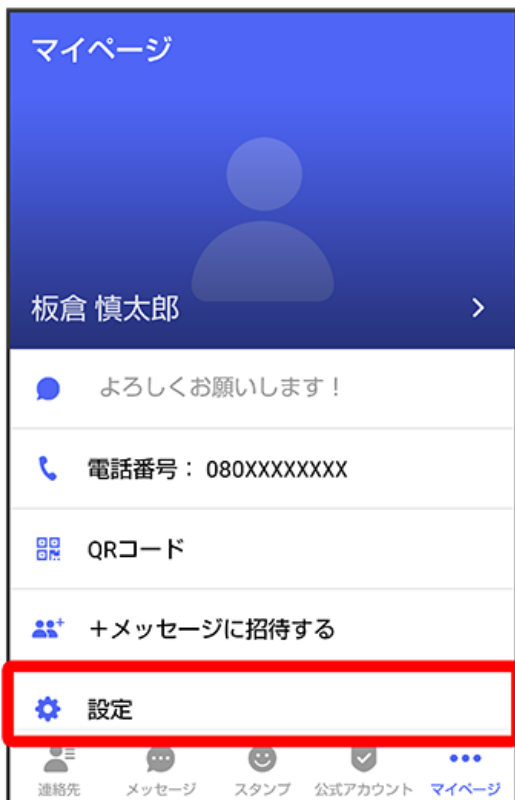 マイページ
板倉 慎太郎
よろしくお願いします！
電話番号： 080XXXXXXXX
QRコード
＋メッセージに招待する
設定
連絡先 メッセージ スタンプ 公式アカウント マイページ